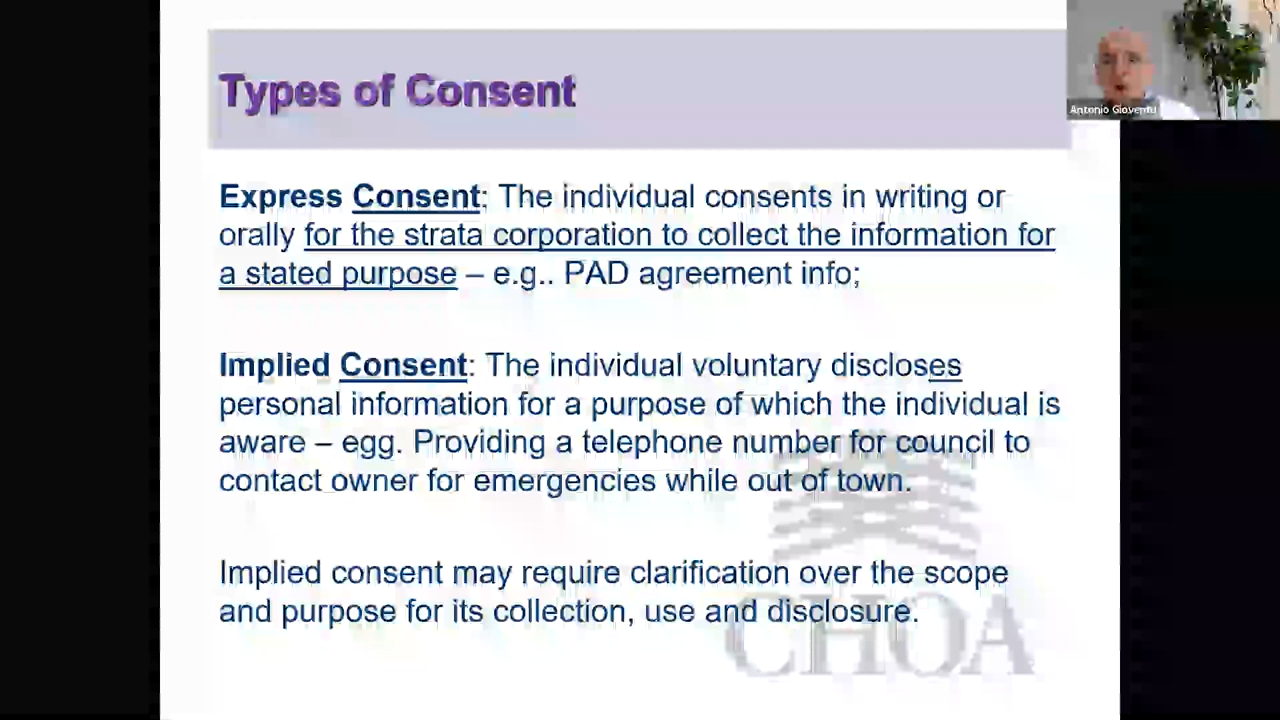 Types of Consent
Antonio Gioventu
Express Consent: The individual consents in writing or
orally for the strata corporation to collect the information for
a stated purpose – e.g.. PAD agreement info;
Implied Consent: The individual voluntary discloses
personal information for a purpose of which the individual is
aware – egg. Providing a telephone number for council to
contact owner for emergencies while out of town.
Implied consent may require clarification over the scope
and purpose for its collection, use and disclosure.
CHOA